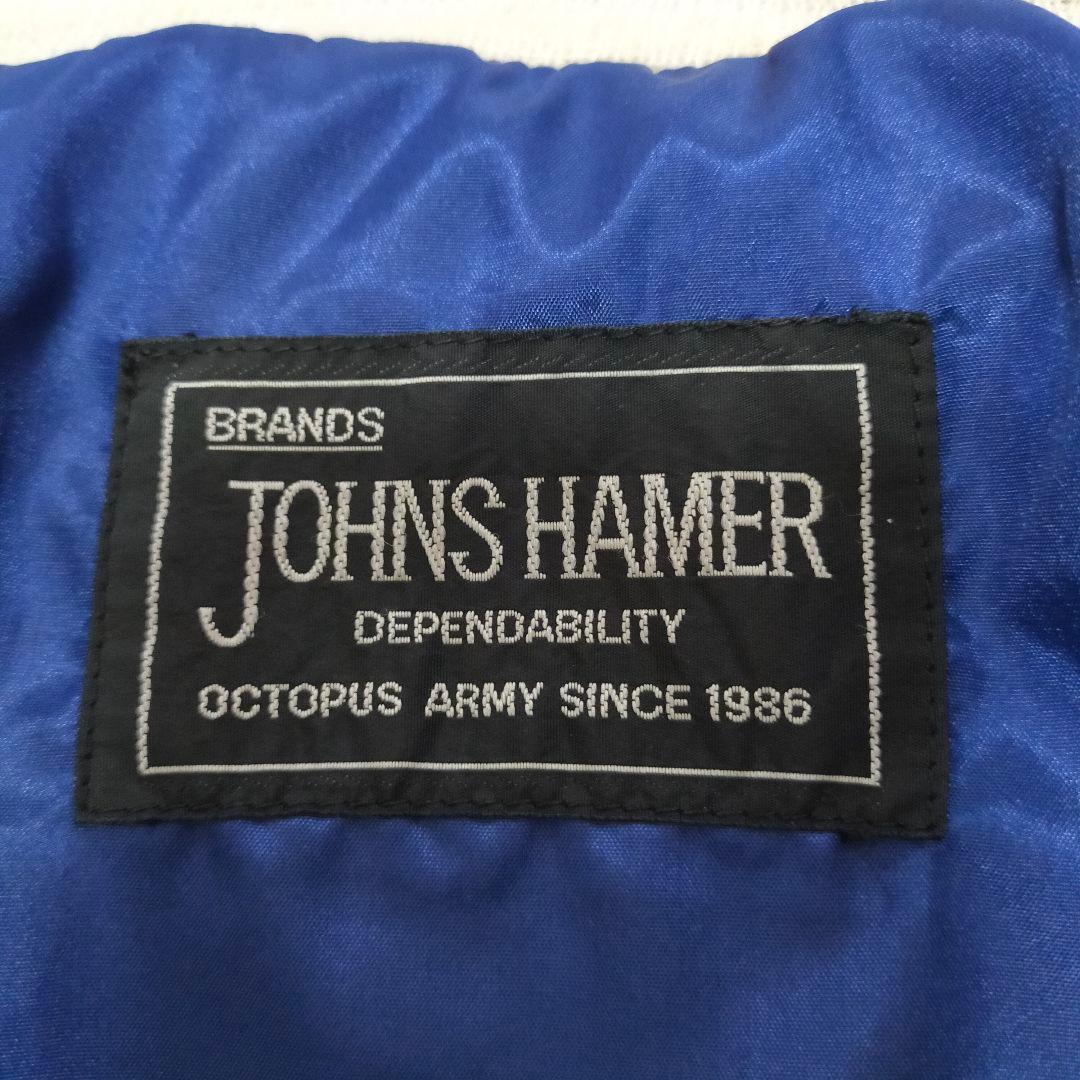 BRANDS
JOHNS HAMER
DEPENDABILITY
OCTOPUS ARMY SINCE 1986